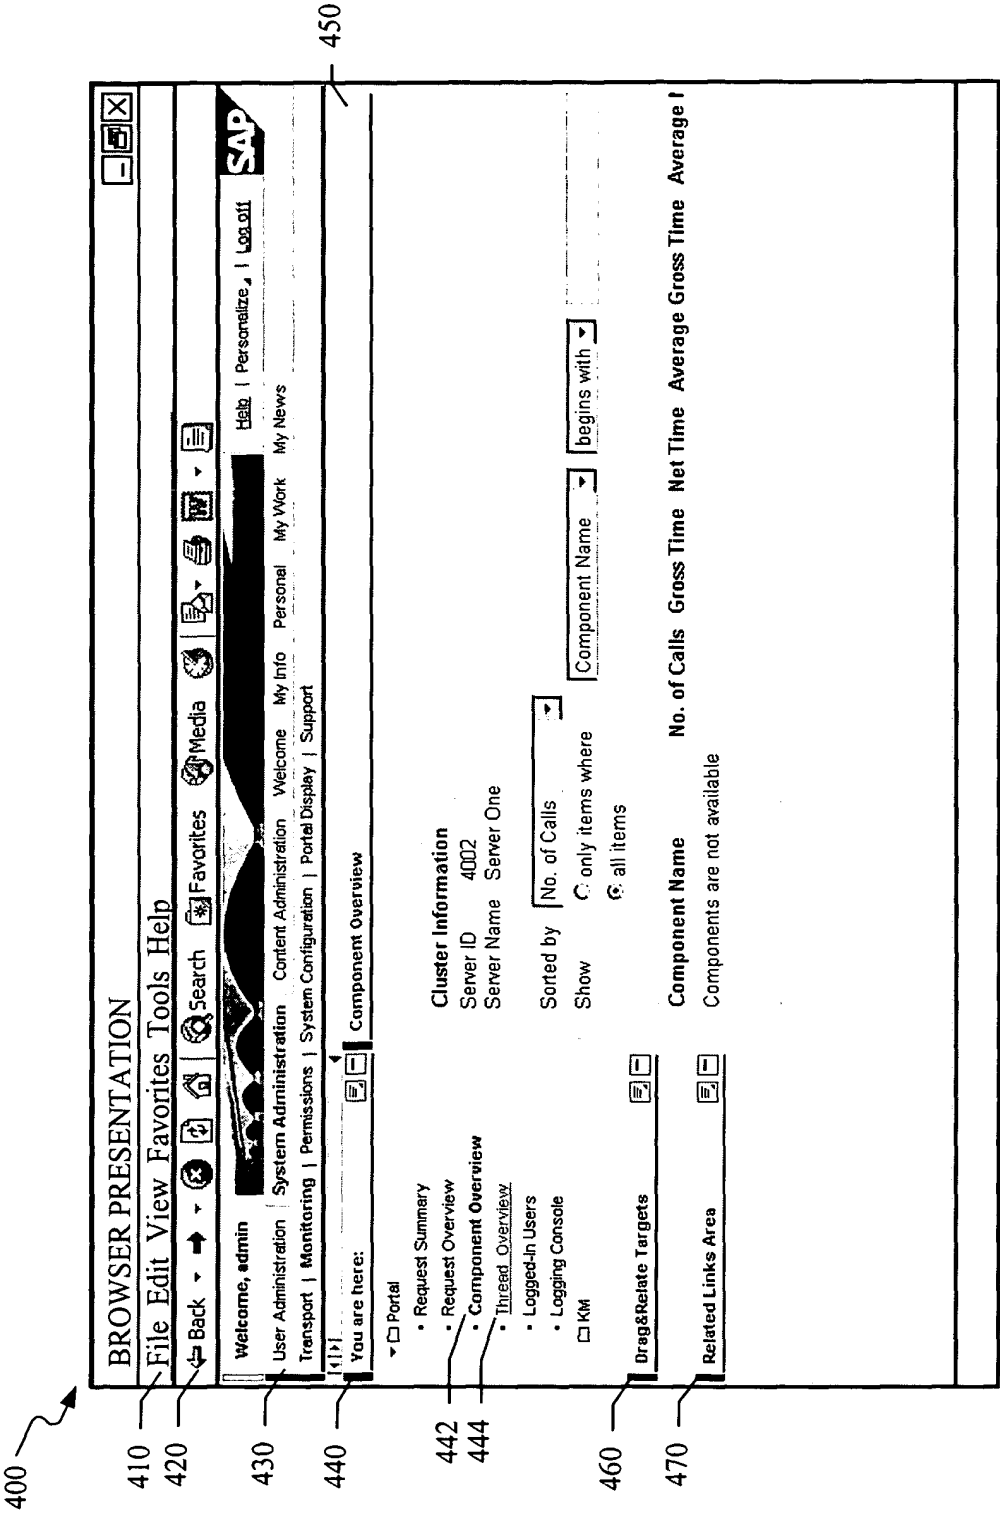 400
BROWSER PRESENTATION
410
File Edit View Favorites Tools Help
420
Back Search Favorites Media W
Welcome, admin
Help | Personalize | Log off
SAP
430
User Administration | System Administration Content Administration Welcome My Info Personal My Work My News
Transport | Monitoring | Permissions | System Configuration | Portal Display | Support
440
You are here:
Component Overview
450
Portal
• Request Summary
• Request Overview
442
• Component Overview
444
• Thread Overview
• Logged-In Users
• Logging Console
KM
Cluster Information
Server ID 4002
Server Name Server One
Sorted by No. of Calls
Show only items where Component Name begins with
all items
460
Drag&Relate Targets
470
Related Links Area
Component Name No. of Calls Gross Time Net Time Average Gross Time Average
Components are not available